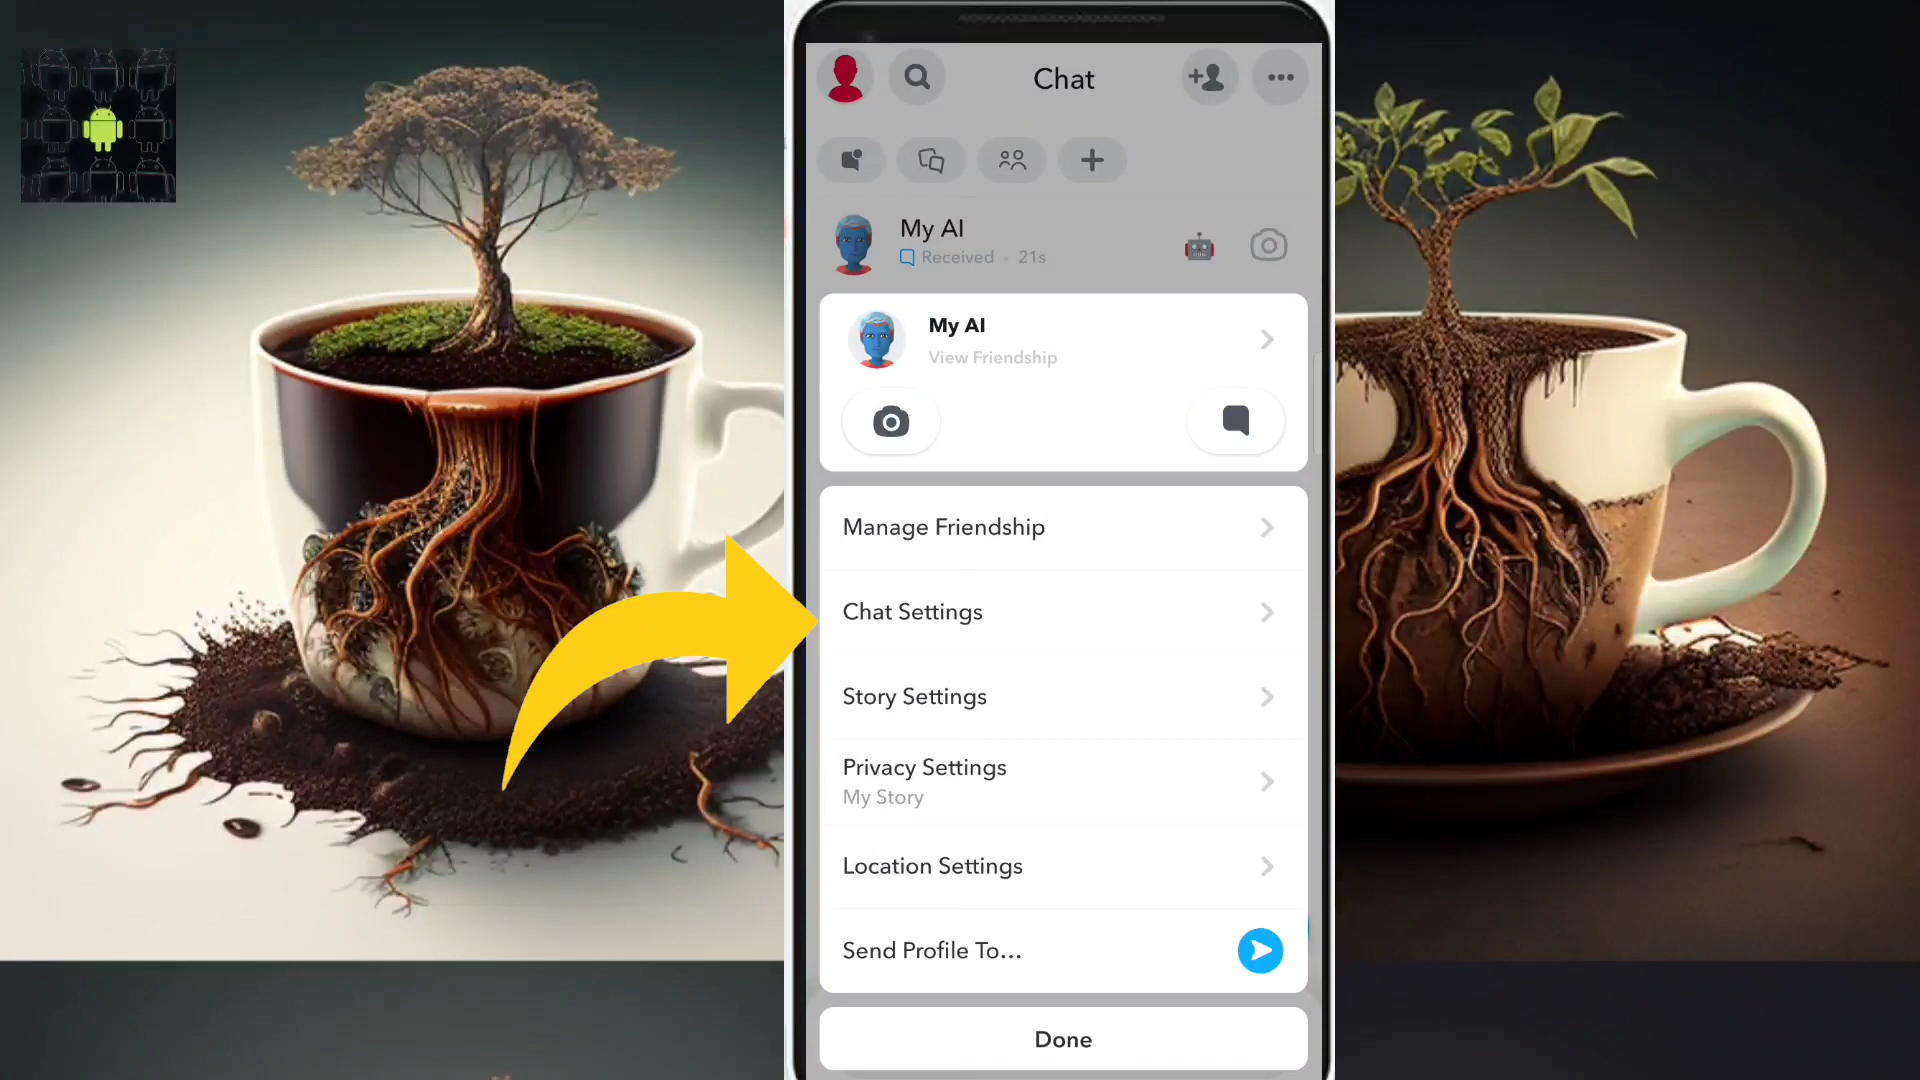 Chat
My AI
Received · 21s
My AI
View Friendship
Manage Friendship
Chat Settings
Story Settings
Privacy Settings
My Story
Location Settings
Send Profile To...
Done